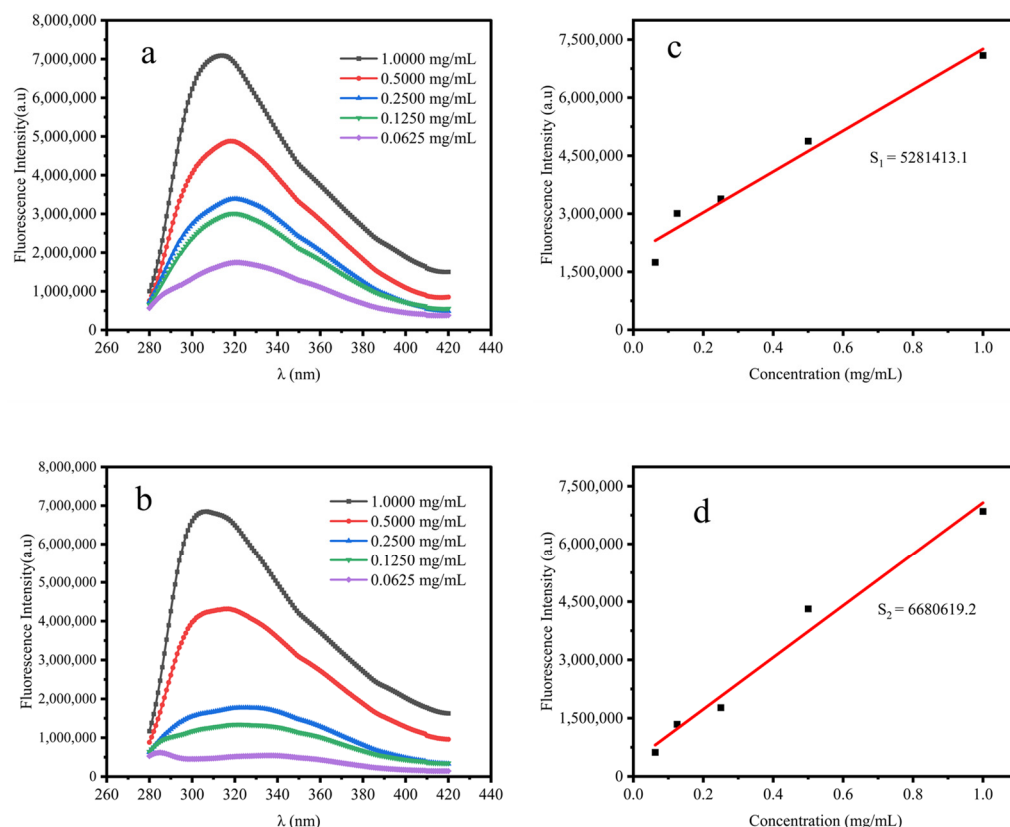 a
1.0000 mg/mL
0.5000 mg/mL
0.2500 mg/mL
0.1250 mg/mL
0.0625 mg/mL
Fluorescence Intensity(a.u)
8,000,000
7,000,000
6,000,000
5,000,000
4,000,000
3,000,000
2,000,000
1,000,000
0
260 280 300 320 340 360 380 400 420 440
λ (nm)
c
S₁ = 5281413.1
Fluorescence Intensity (a.u)
7,500,000
6,000,000
4,500,000
3,000,000
1,500,000
0
0.0 0.2 0.4 0.6 0.8 1.0
Concentration (mg/mL)
b
1.0000 mg/mL
0.5000 mg/mL
0.2500 mg/mL
0.1250 mg/mL
0.0625 mg/mL
Fluorescence Intensity(a.u)
8,000,000
7,000,000
6,000,000
5,000,000
4,000,000
3,000,000
2,000,000
1,000,000
0
260 280 300 320 340 360 380 400 420 440
λ (nm)
d
S₂ = 6680619.2
Fluorescence Intensity (a.u)
7,500,000
6,000,000
4,500,000
3,000,000
1,500,000
0
0.0 0.2 0.4 0.6 0.8 1.0
Concentration (mg/mL)